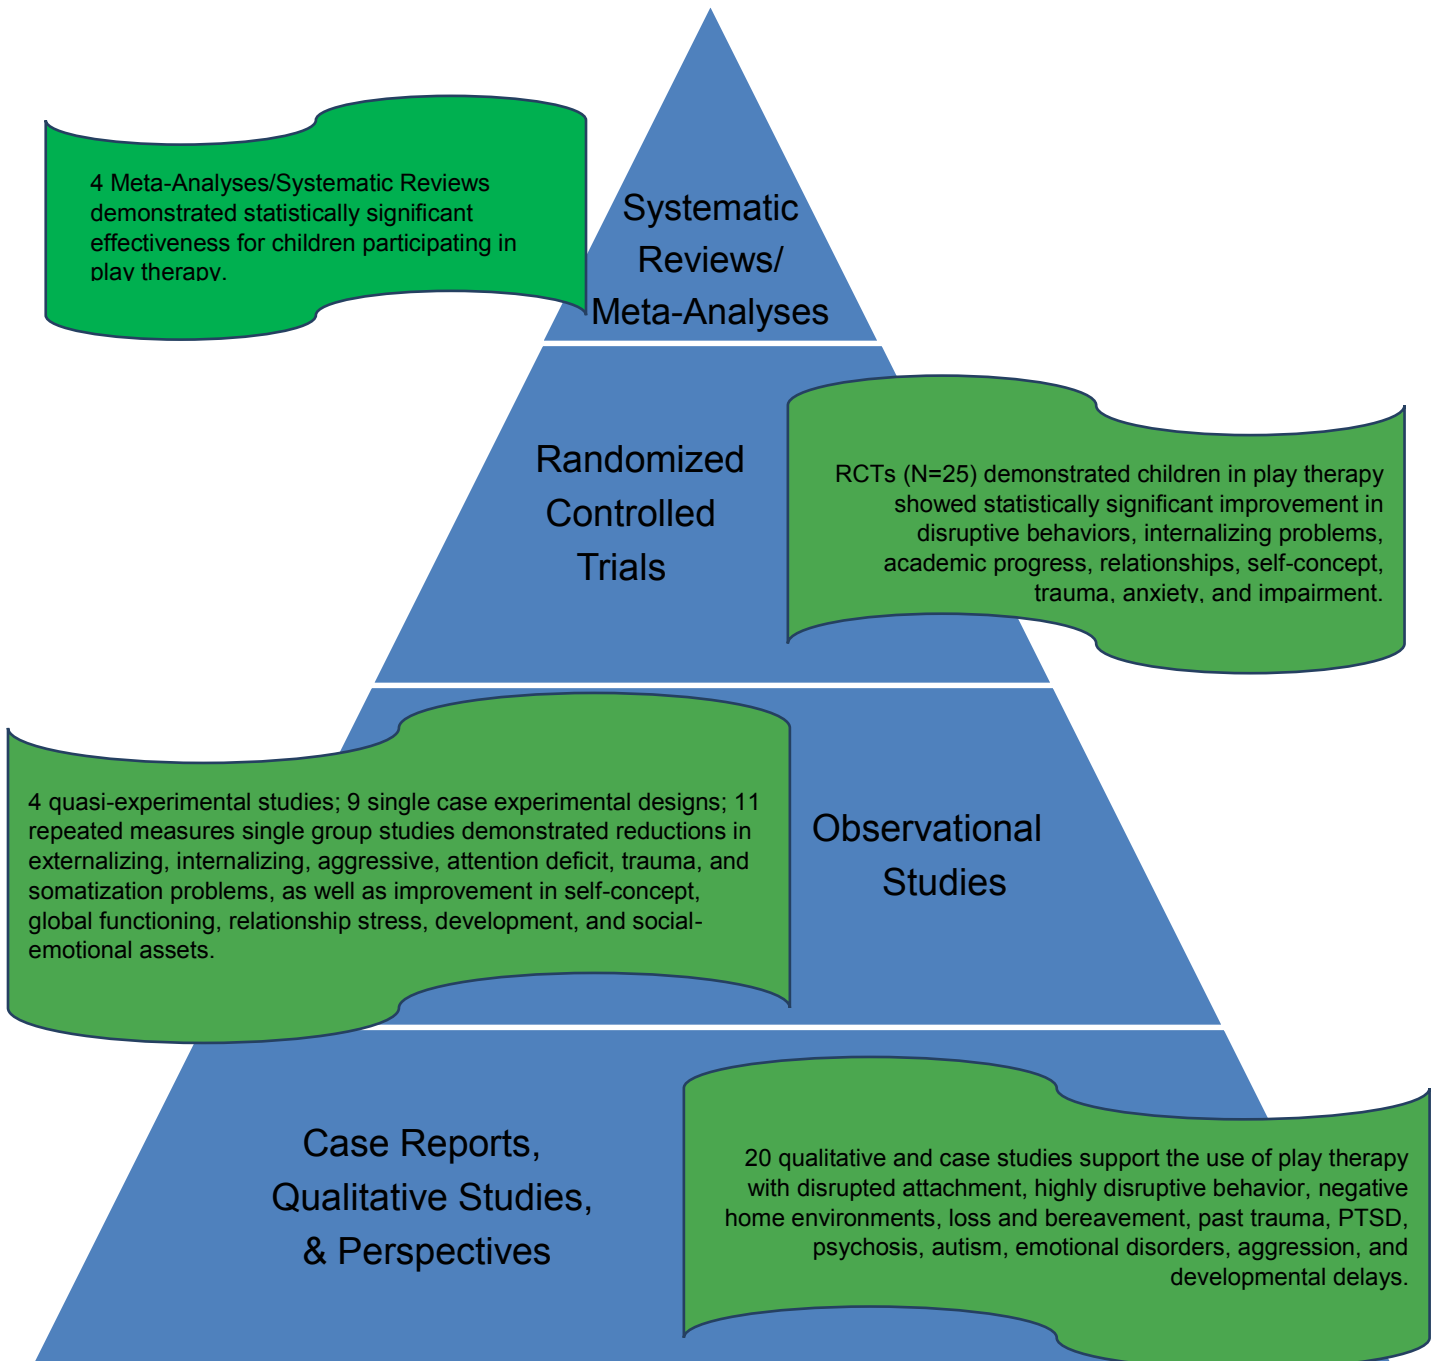 4 Meta-Analyses/Systematic Reviews
demonstrated statistically significant
effectiveness for children participating in
play therapy.
Systematic
Reviews/
Meta-Analyses
Randomized
Controlled
Trials
RCTs (N=25) demonstrated children in play therapy
showed statistically significant improvement in
disruptive behaviors, internalizing problems,
academic progress, relationships, self-concept,
trauma, anxiety, and impairment.
4 quasi-experimental studies; 9 single case experimental designs; 11
repeated measures single group studies demonstrated reductions in
externalizing, internalizing, aggressive, attention deficit, trauma, and
somatization problems, as well as improvement in self-concept,
global functioning, relationship stress, development, and social-
emotional assets.
Observational
Studies
Case Reports,
Qualitative Studies,
& Perspectives
20 qualitative and case studies support the use of play therapy
with disrupted attachment, highly disruptive behavior, negative
home environments, loss and bereavement, past trauma, PTSD,
psychosis, autism, emotional disorders, aggression, and
developmental delays.